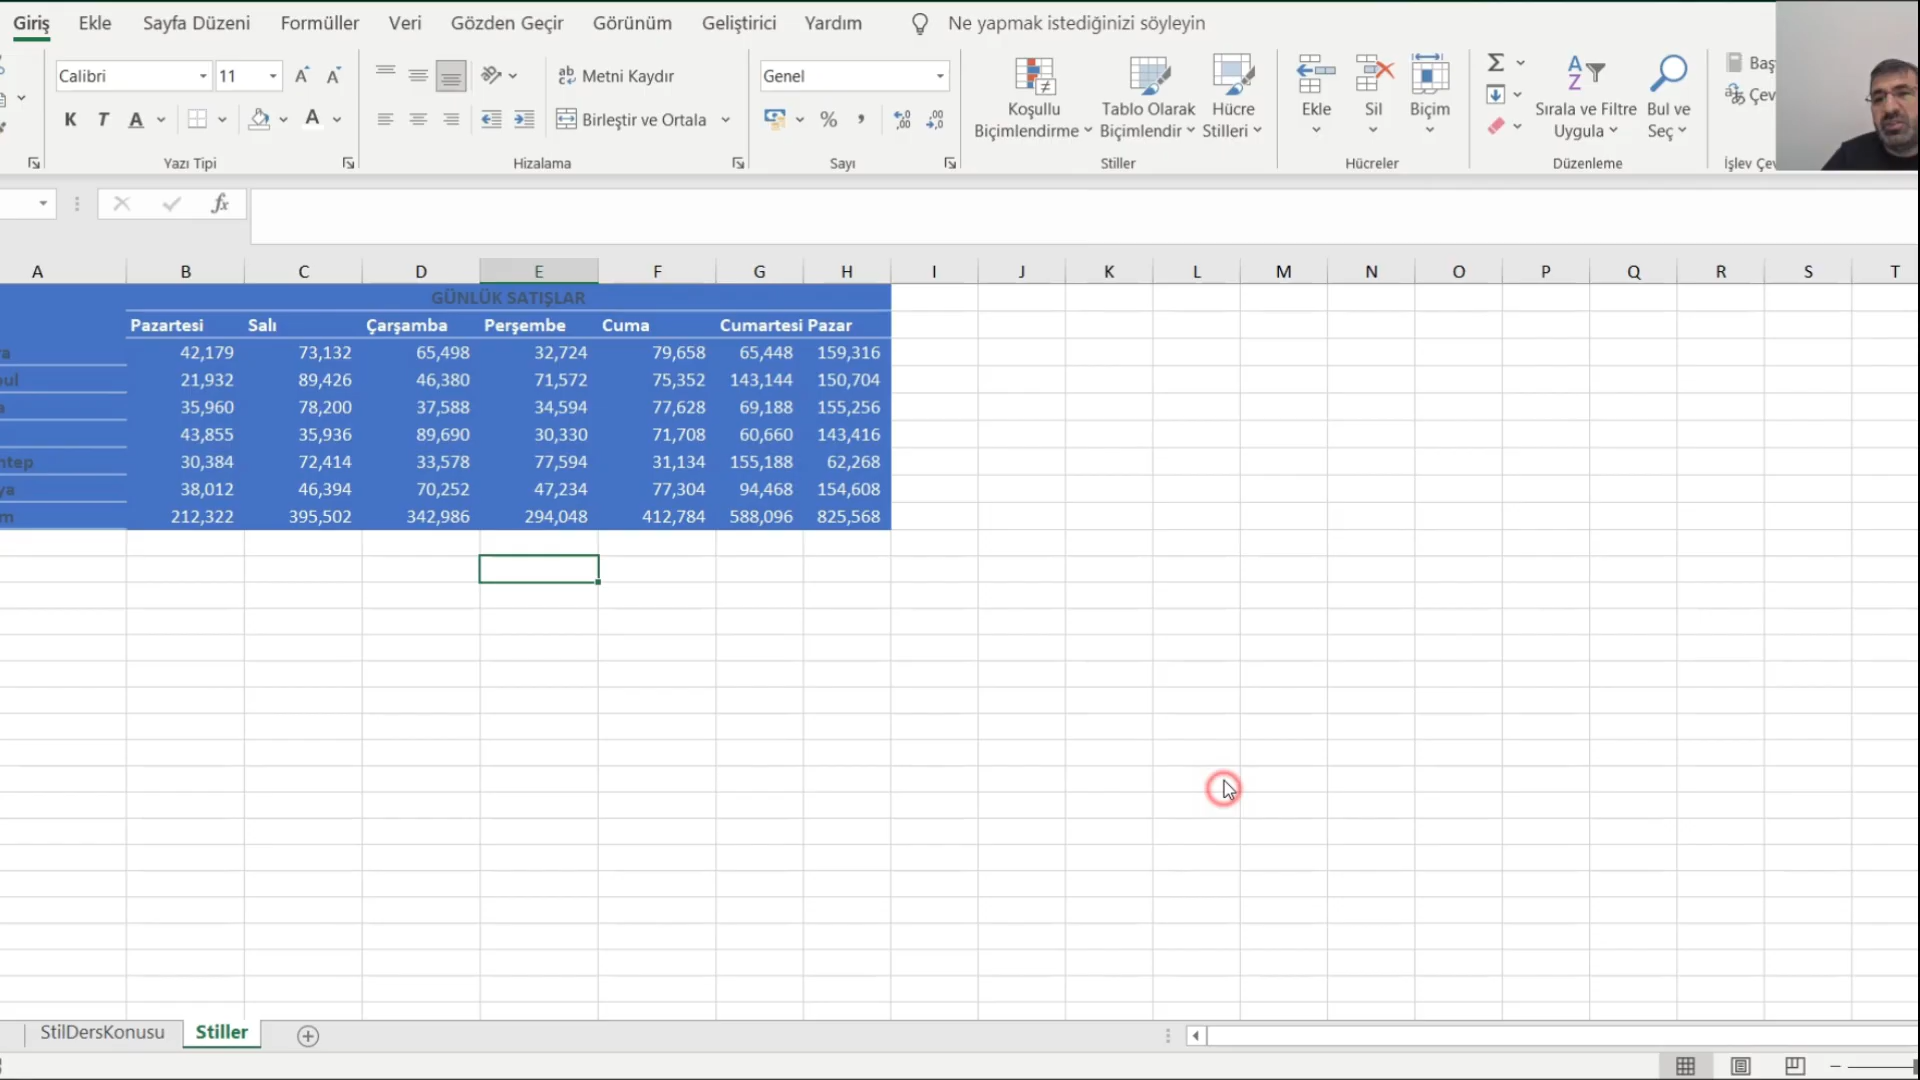 Giriş Ekle Sayfa Düzeni Formüller Veri Gözden Geçir Görünüm Geliştirici Yardım Ne yapmak istediğinizi söyleyin
Calibri 11 Metni Kaydır Genel
K T A A Birleştir ve Ortala %
Koşullu Biçimlendirme Tablo Olarak Biçimlendir Hücre Stilleri
Ekle Sil Biçim
Sırala ve Filtre Uygula Bul ve Seç
Baş
Çev
Yazı Tipi Hizalama Sayı Stiller Hücreler Düzenleme İşlev Çev
fx
A B C D E F G H I J K L M N O P Q R S T
GÜNLÜK SATIŞLAR
Pazartesi Salı Çarşamba Perşembe Cuma Cumartesi Pazar
a 42,179 73,132 65,498 32,724 79,658 65,448 159,316
ul 21,932 89,426 46,380 71,572 75,352 143,144 150,704
a 35,960 78,200 37,588 34,594 77,628 69,188 155,256
43,855 35,936 89,690 30,330 71,708 60,660 143,416
ntep 30,384 72,414 33,578 77,594 31,134 155,188 62,268
ya 38,012 46,394 70,252 47,234 77,304 94,468 154,608
m 212,322 395,502 342,986 294,048 412,784 588,096 825,568
StilDersKonusu Stiller